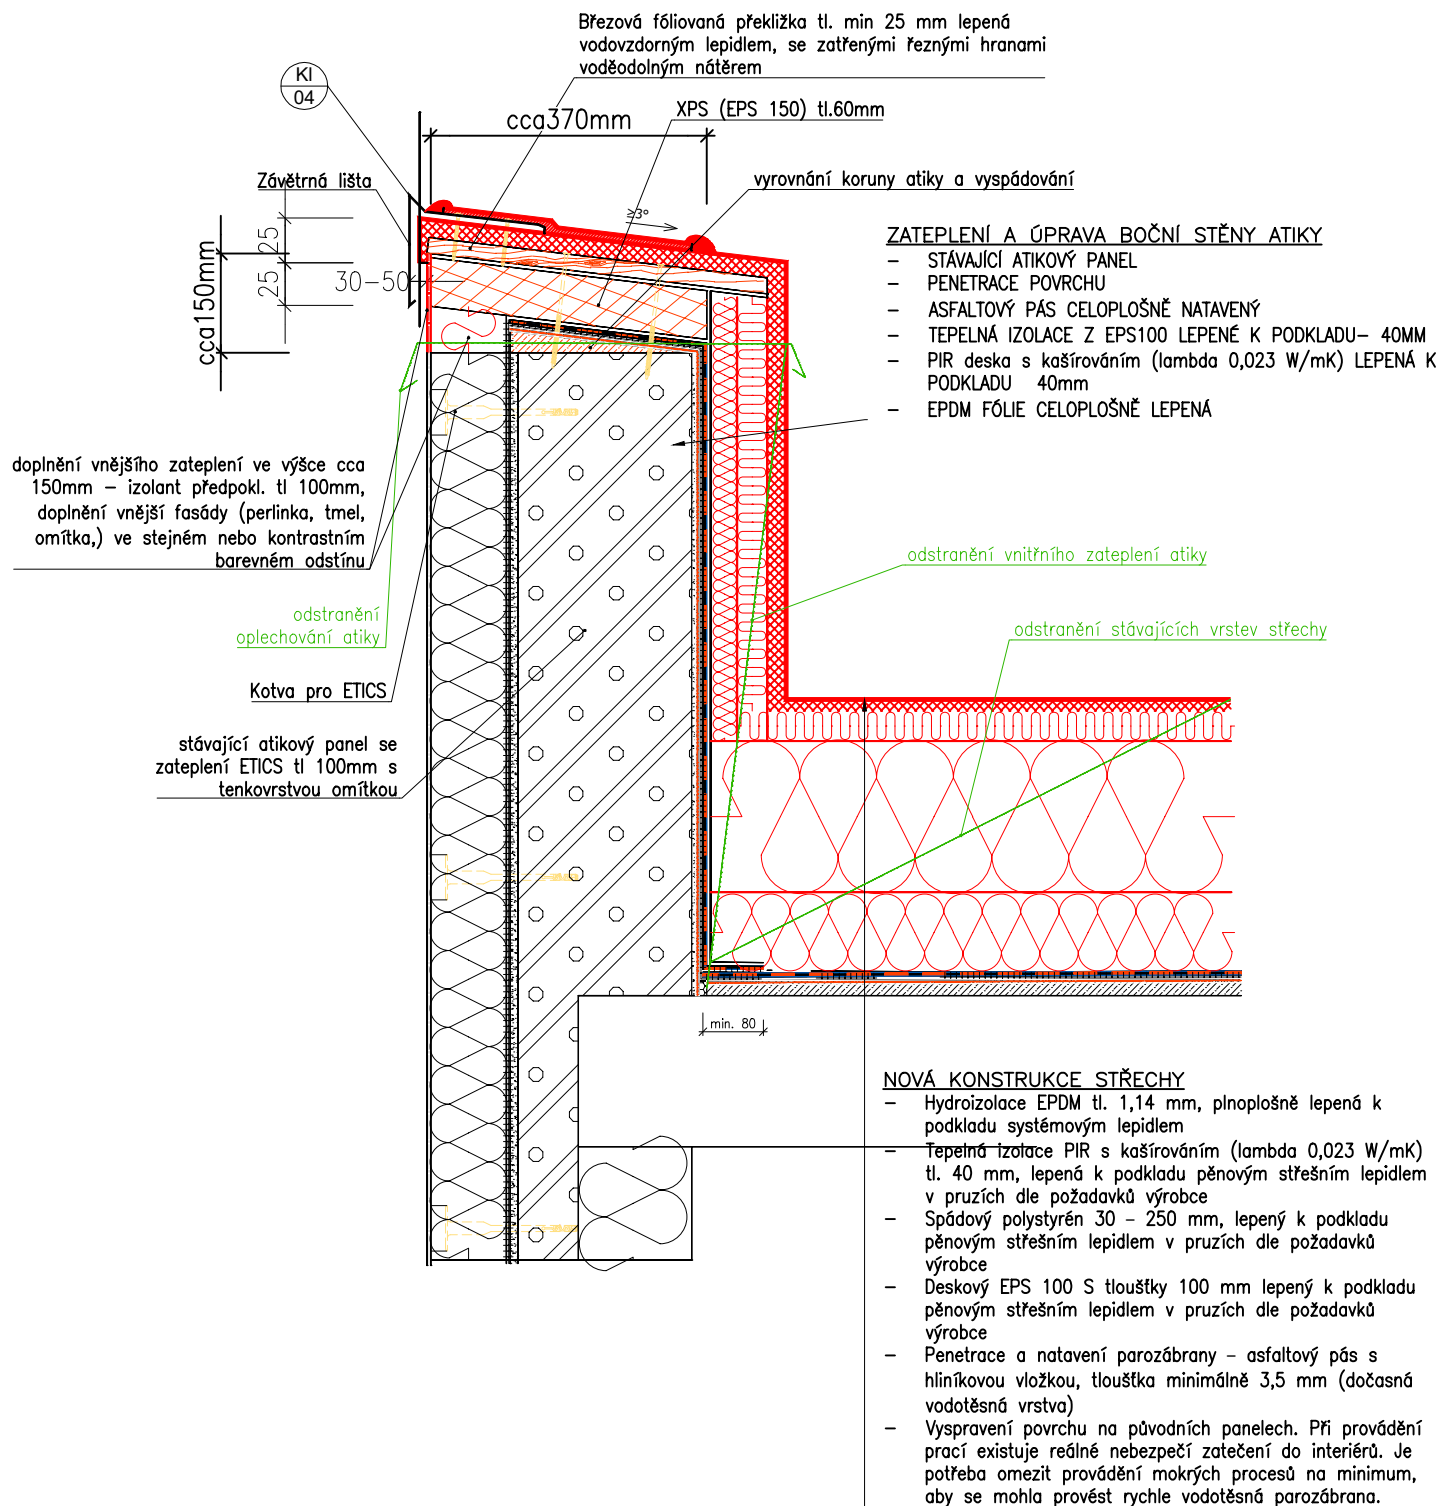 Březová fóliovaná překližka tl. min 25 mm lepená
vodovzdorným lepidlem, se zatřenými řeznými hranami
voděodolným nátěrem
KI
04
cca370mm
XPS (EPS 150) tl.60mm
Závětrná lišta
vyrovnání koruny atiky a vyspádování
≥3°
25
25
cca150mm
30-50
ZATEPLENÍ A ÚPRAVA BOČNÍ STĚNY ATIKY
- STÁVAJÍCÍ ATIKOVÝ PANEL
- PENETRACE POVRCHU
- ASFALTOVÝ PÁS CELOPLOŠNĚ NATAVENÝ
- TEPELNÁ IZOLACE Z EPS100 LEPENÉ K PODKLADU- 40MM
- PIR deska s kašírováním (lambda 0,023 W/mK) LEPENÁ K
PODKLADU 40mm
- EPDM FÓLIE CELOPLOŠNĚ LEPENÁ
doplnění vnějšího zateplení ve výšce cca
150mm – izolant předpokl. tl 100mm,
doplnění vnější fasády (perlinka, tmel,
omítka,) ve stejném nebo kontrastním
barevném odstínu
odstranění
oplechování atiky
Kotva pro ETICS
stávající atikový panel se
zateplení ETICS tl 100mm s
tenkovrstvou omítkou
odstranění vnitřního zateplení atiky
odstranění stávajících vrstev střechy
min. 80
NOVÁ KONSTRUKCE STŘECHY
- Hydroizolace EPDM tl. 1,14 mm, plnoplošně lepená k
podkladu systémovým lepidlem
- Tepelná izolace PIR s kašírováním (lambda 0,023 W/mK)
tl. 40 mm, lepená k podkladu pěnovým střešním lepidlem
v pruzích dle požadavků výrobce
- Spádový polystyrén 30 – 250 mm, lepený k podkladu
pěnovým střešním lepidlem v pruzích dle požadavků
výrobce
- Deskový EPS 100 S tloušťky 100 mm lepený k podkladu
pěnovým střešním lepidlem v pruzích dle požadavků
výrobce
- Penetrace a natavení parozábrany – asfaltový pás s
hliníkovou vložkou, tloušťka minimálně 3,5 mm (dočasná
vodotěsná vrstva)
- Vyspravení povrchu na původních panelech. Při provádění
prací existuje reálné nebezpečí zatečení do interiérů. Je
potřeba omezit provádění mokrých procesů na minimum,
aby se mohla provést rychle vodotěsná parozábrana.